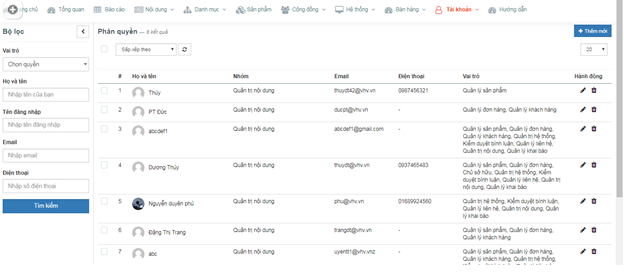 ng chủ Tổng quan Báo cáo Nội dung Danh mục Sản phẩm Cộng đồng Hệ thống Bán hàng Tài khoản Hướng dẫn
Bộ lọc
Vai trò
Chọn quyền
Họ và tên
Nhập tên của bạn
Tên đăng nhập
Nhập tên đăng nhập
Email
Nhập email
Điện thoại
Nhập số điện thoại
Tìm kiếm
Phân quyền — 8 kết quả
+ Thêm mới
Sắp xếp theo
20
# Họ và tên Nhóm Email Điện thoại Vai trò Hành động
1 Thúy Quản trị nội dung thuydt42@vhv.vn 0987456321 Quản lý sản phẩm
2 PT Đức Quản trị nội dung ducpt@vhv.vn - Quản lý đơn hàng, Quản lý khách hàng
3 abcdef1 Quản trị nội dung abcdef1@gmail.com - Quản lý sản phẩm, Quản lý đơn hàng,
Quản lý khách hàng, Quản trị hệ thống,
Kiểm duyệt bình luận, Quản lý liên hệ,
Quản trị nội dung, Quản lý khai báo
4 Dương Thúy Quản trị nội dung thuydt@vhv.vn 0937465483 Quản lý sản phẩm, Quản lý đơn hàng,
Chủ sở hữu, Quản trị hệ thống, Kiểm
duyệt bình luận, Quản lý liên hệ, Quản trị
nội dung, Quản lý khai báo
5 Nguyễn duyên phú Quản trị nội dung phu@vhv.vn 01689924560 Quản trị hệ thống, Kiểm duyệt bình luận,
Quản lý liên hệ, Quản trị nội dung, Quản
lý khai báo
6 Đặng Thị Trang Quản trị nội dung trangdt@vhv.vn - Quản lý sản phẩm, Quản lý đơn hàng,
Quản lý khách hàng
7 abc Quản trị nội dung uyentt1@vhv.vnz - Quản lý sản phẩm, Quản lý đơn hàng,
Quản lý khách hàng, Quản trị hệ thống,